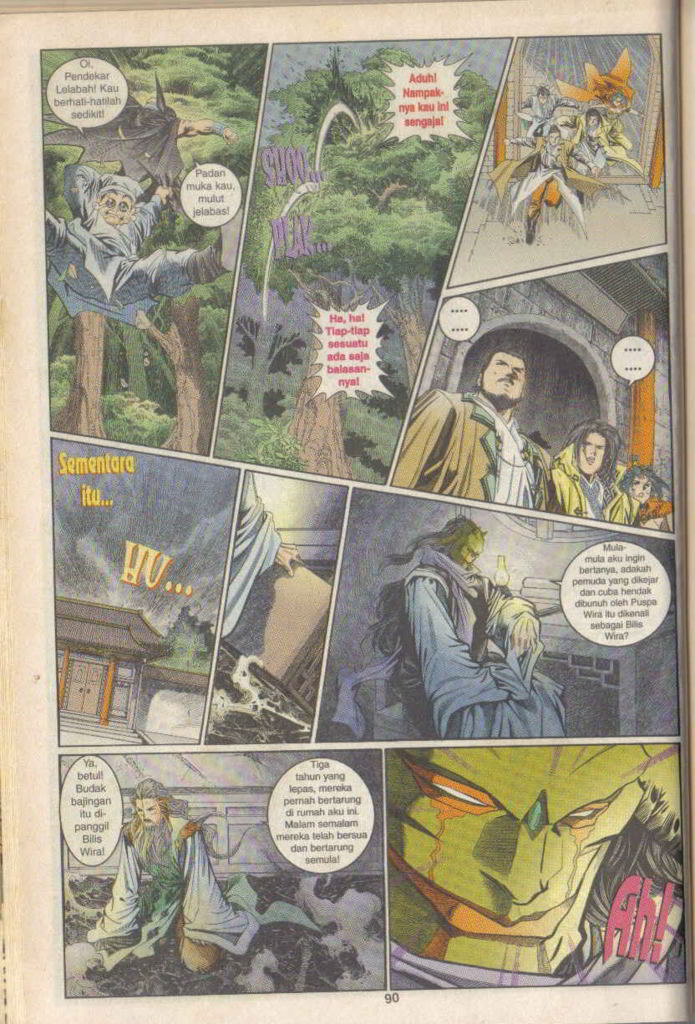 Oi,
Pendekar
Lelabah! Kau
berhati-hatilah
sedikit!
Padan
muka kau,
mulut
jelabas!
Aduh!
Nampak-
nya kau ini
sengaja!
SYOO...
PLAK...
Ha, ha!
Tiap-tiap
sesuatu
ada saja
balasan-
nya!
....
....
....
....
Sementara
itu...
HU...
Mula-
mula aku ingin
bertanya, adakah
pemuda yang dikejar
dan cuba hendak
dibunuh oleh Puspa
Wira itu dikenali
sebagai Bilis
Wira?
Ya,
betul!
Budak
bajingan
itu di-
panggil
Bilis
Wira!
Tiga
tahun yang
lepas, mereka
pernah bertarung
di rumah aku ini.
Malam semalam
mereka telah bersua
dan bertarung
semula!
Ah!
90